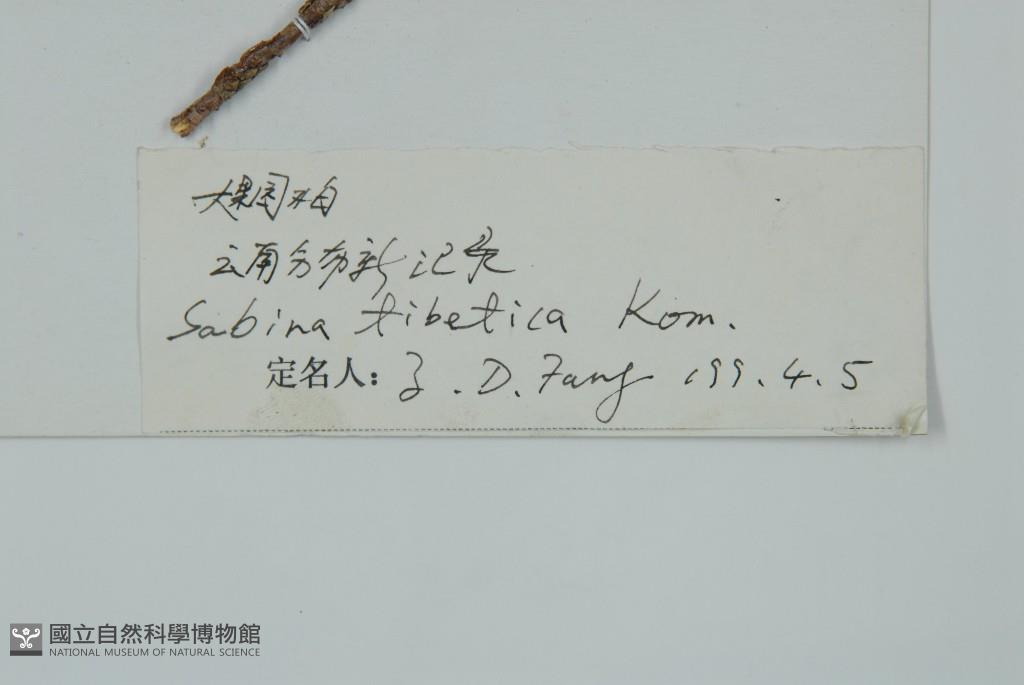 大果园柏
云南分布新记录
Sabina tibetica Kom.
定名人：Z. D. Fang 199.4.5
國立自然科學博物館
NATIONAL MUSEUM OF NATURAL SCIENCE